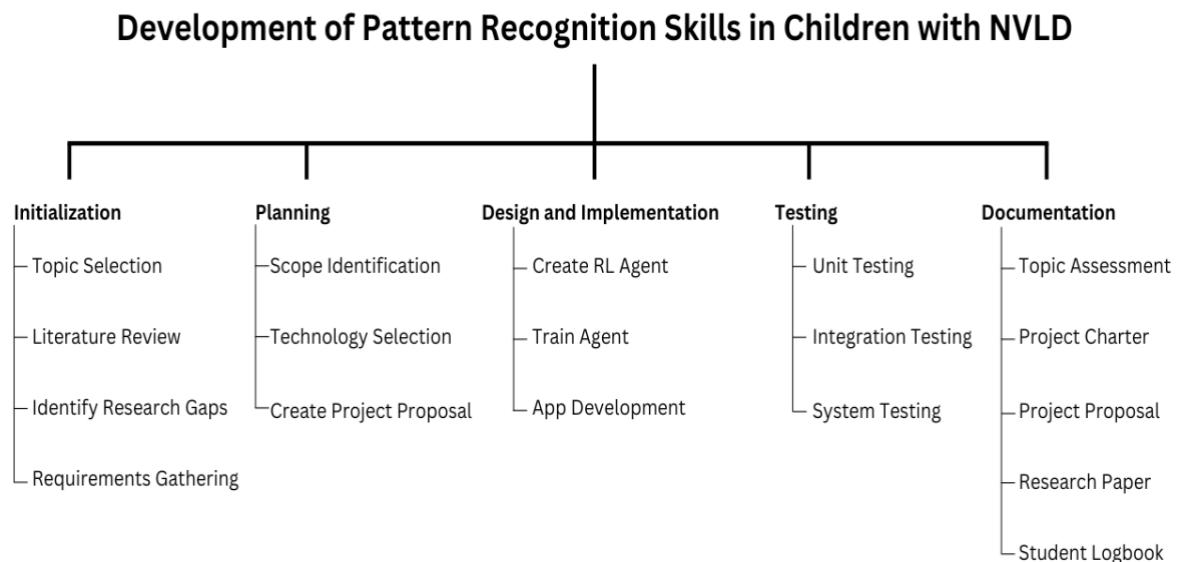 Development of Pattern Recognition Skills in Children with NVLD
Initialization
Topic Selection
Literature Review
Identify Research Gaps
Requirements Gathering
Planning
Scope Identification
Technology Selection
Create Project Proposal
Design and Implementation
Create RL Agent
Train Agent
App Development
Testing
Unit Testing
Integration Testing
System Testing
Documentation
Topic Assessment
Project Charter
Project Proposal
Research Paper
Student Logbook